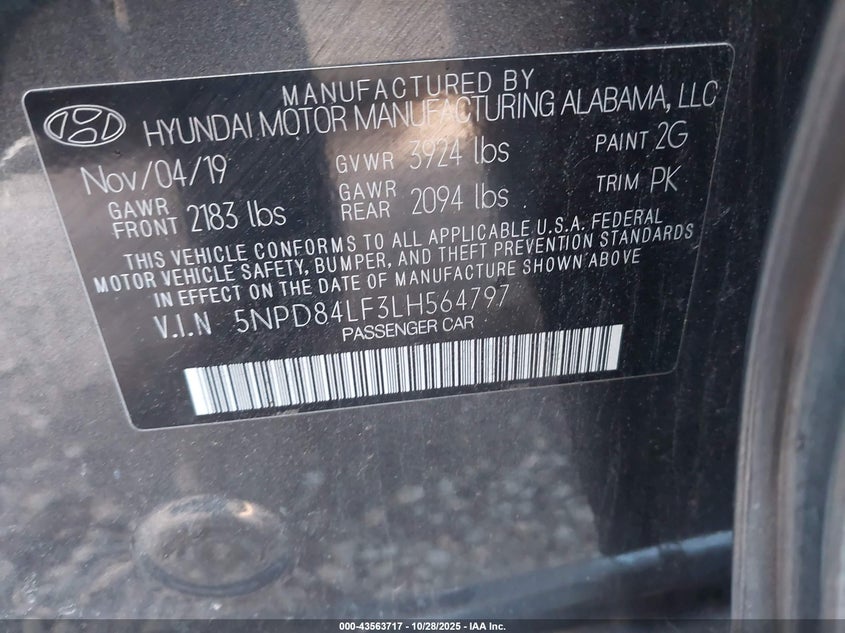 MANUFACTURED BY
HYUNDAI MOTOR MANUFACTURING ALABAMA, LLC
Nov/04/19 GVWR 3924 lbs PAINT 2G
GAWR FRONT 2183 lbs GAWR REAR 2094 lbs TRIM PK
THIS VEHICLE CONFORMS TO ALL APPLICABLE U.S.A. FEDERAL
MOTOR VEHICLE SAFETY, BUMPER, AND THEFT PREVENTION STANDARDS
IN EFFECT ON THE DATE OF MANUFACTURE SHOWN ABOVE
V.I.N 5NPD84LF3LH564797
PASSENGER CAR
000-43563717 | 10/28/2025 - IAA Inc.